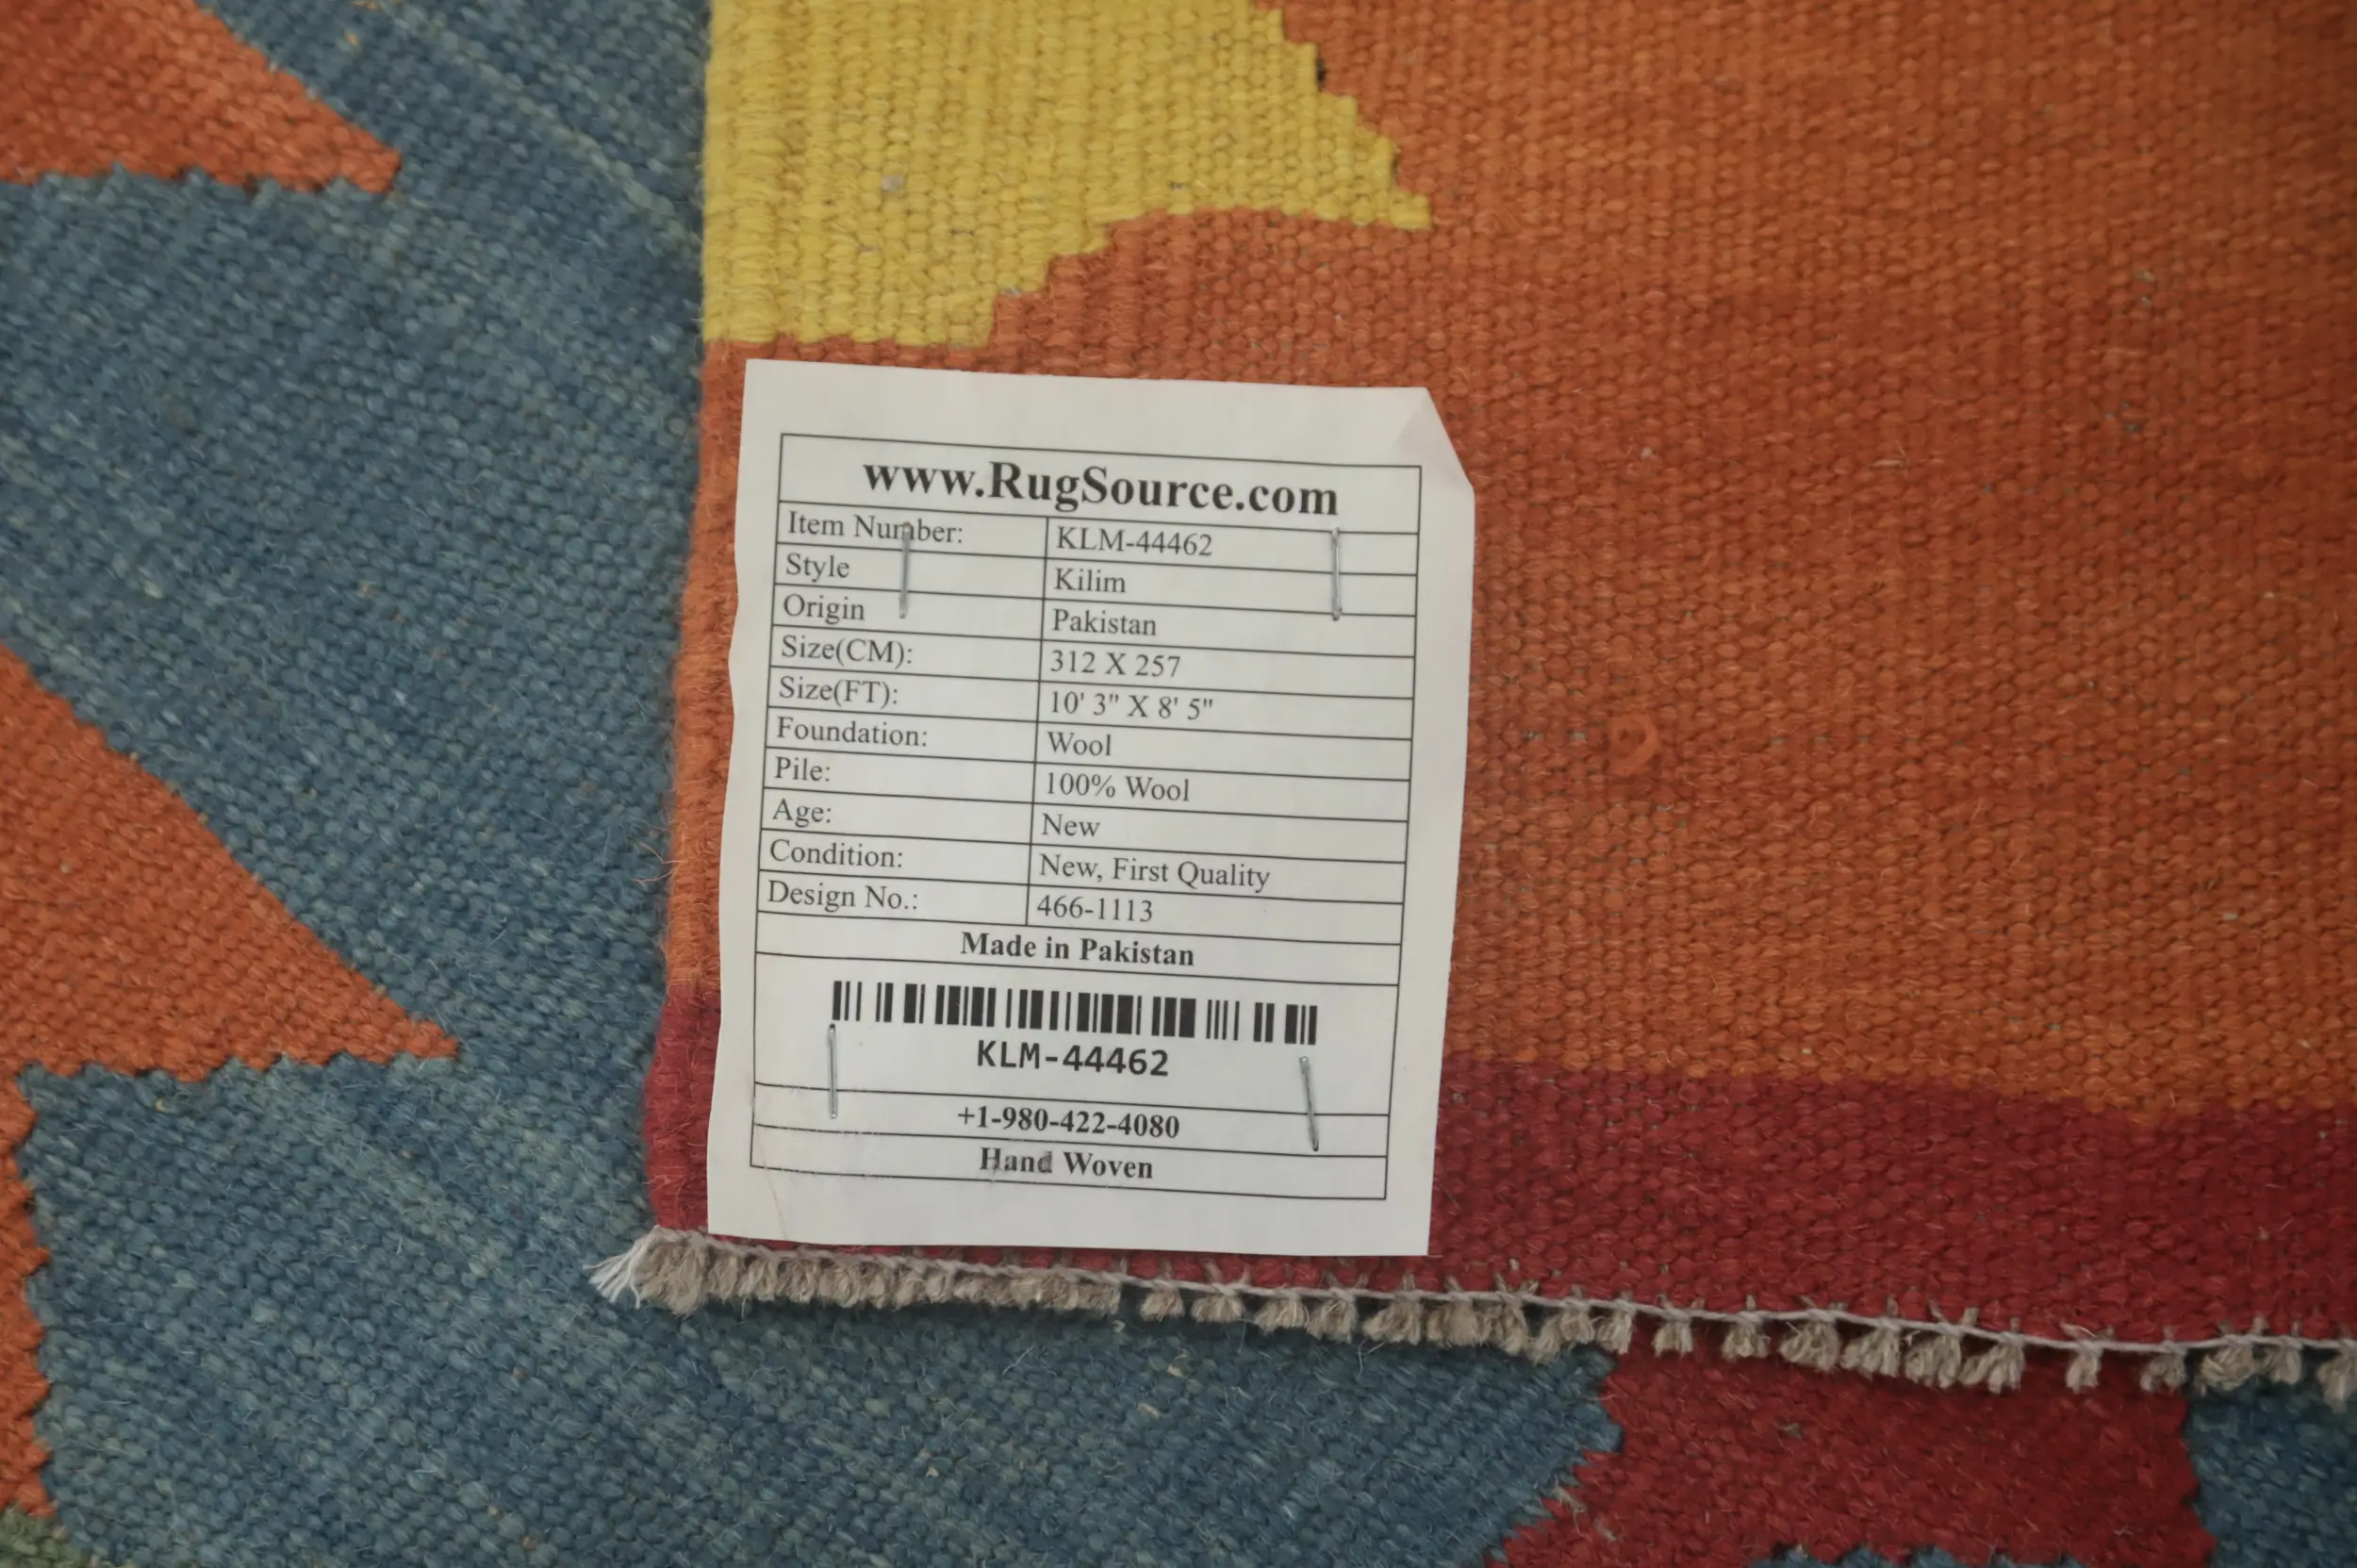 www.RugSource.com
Item Number: KLM-44462
Style Kilim
Origin Pakistan
Size(CM): 312 X 257
Size(FT): 10' 3" X 8' 5"
Foundation: Wool
Pile: 100% Wool
Age: New
Condition: New, First Quality
Design No.: 466-1113
Made in Pakistan
KLM-44462
+1-980-422-4080
Hand Woven